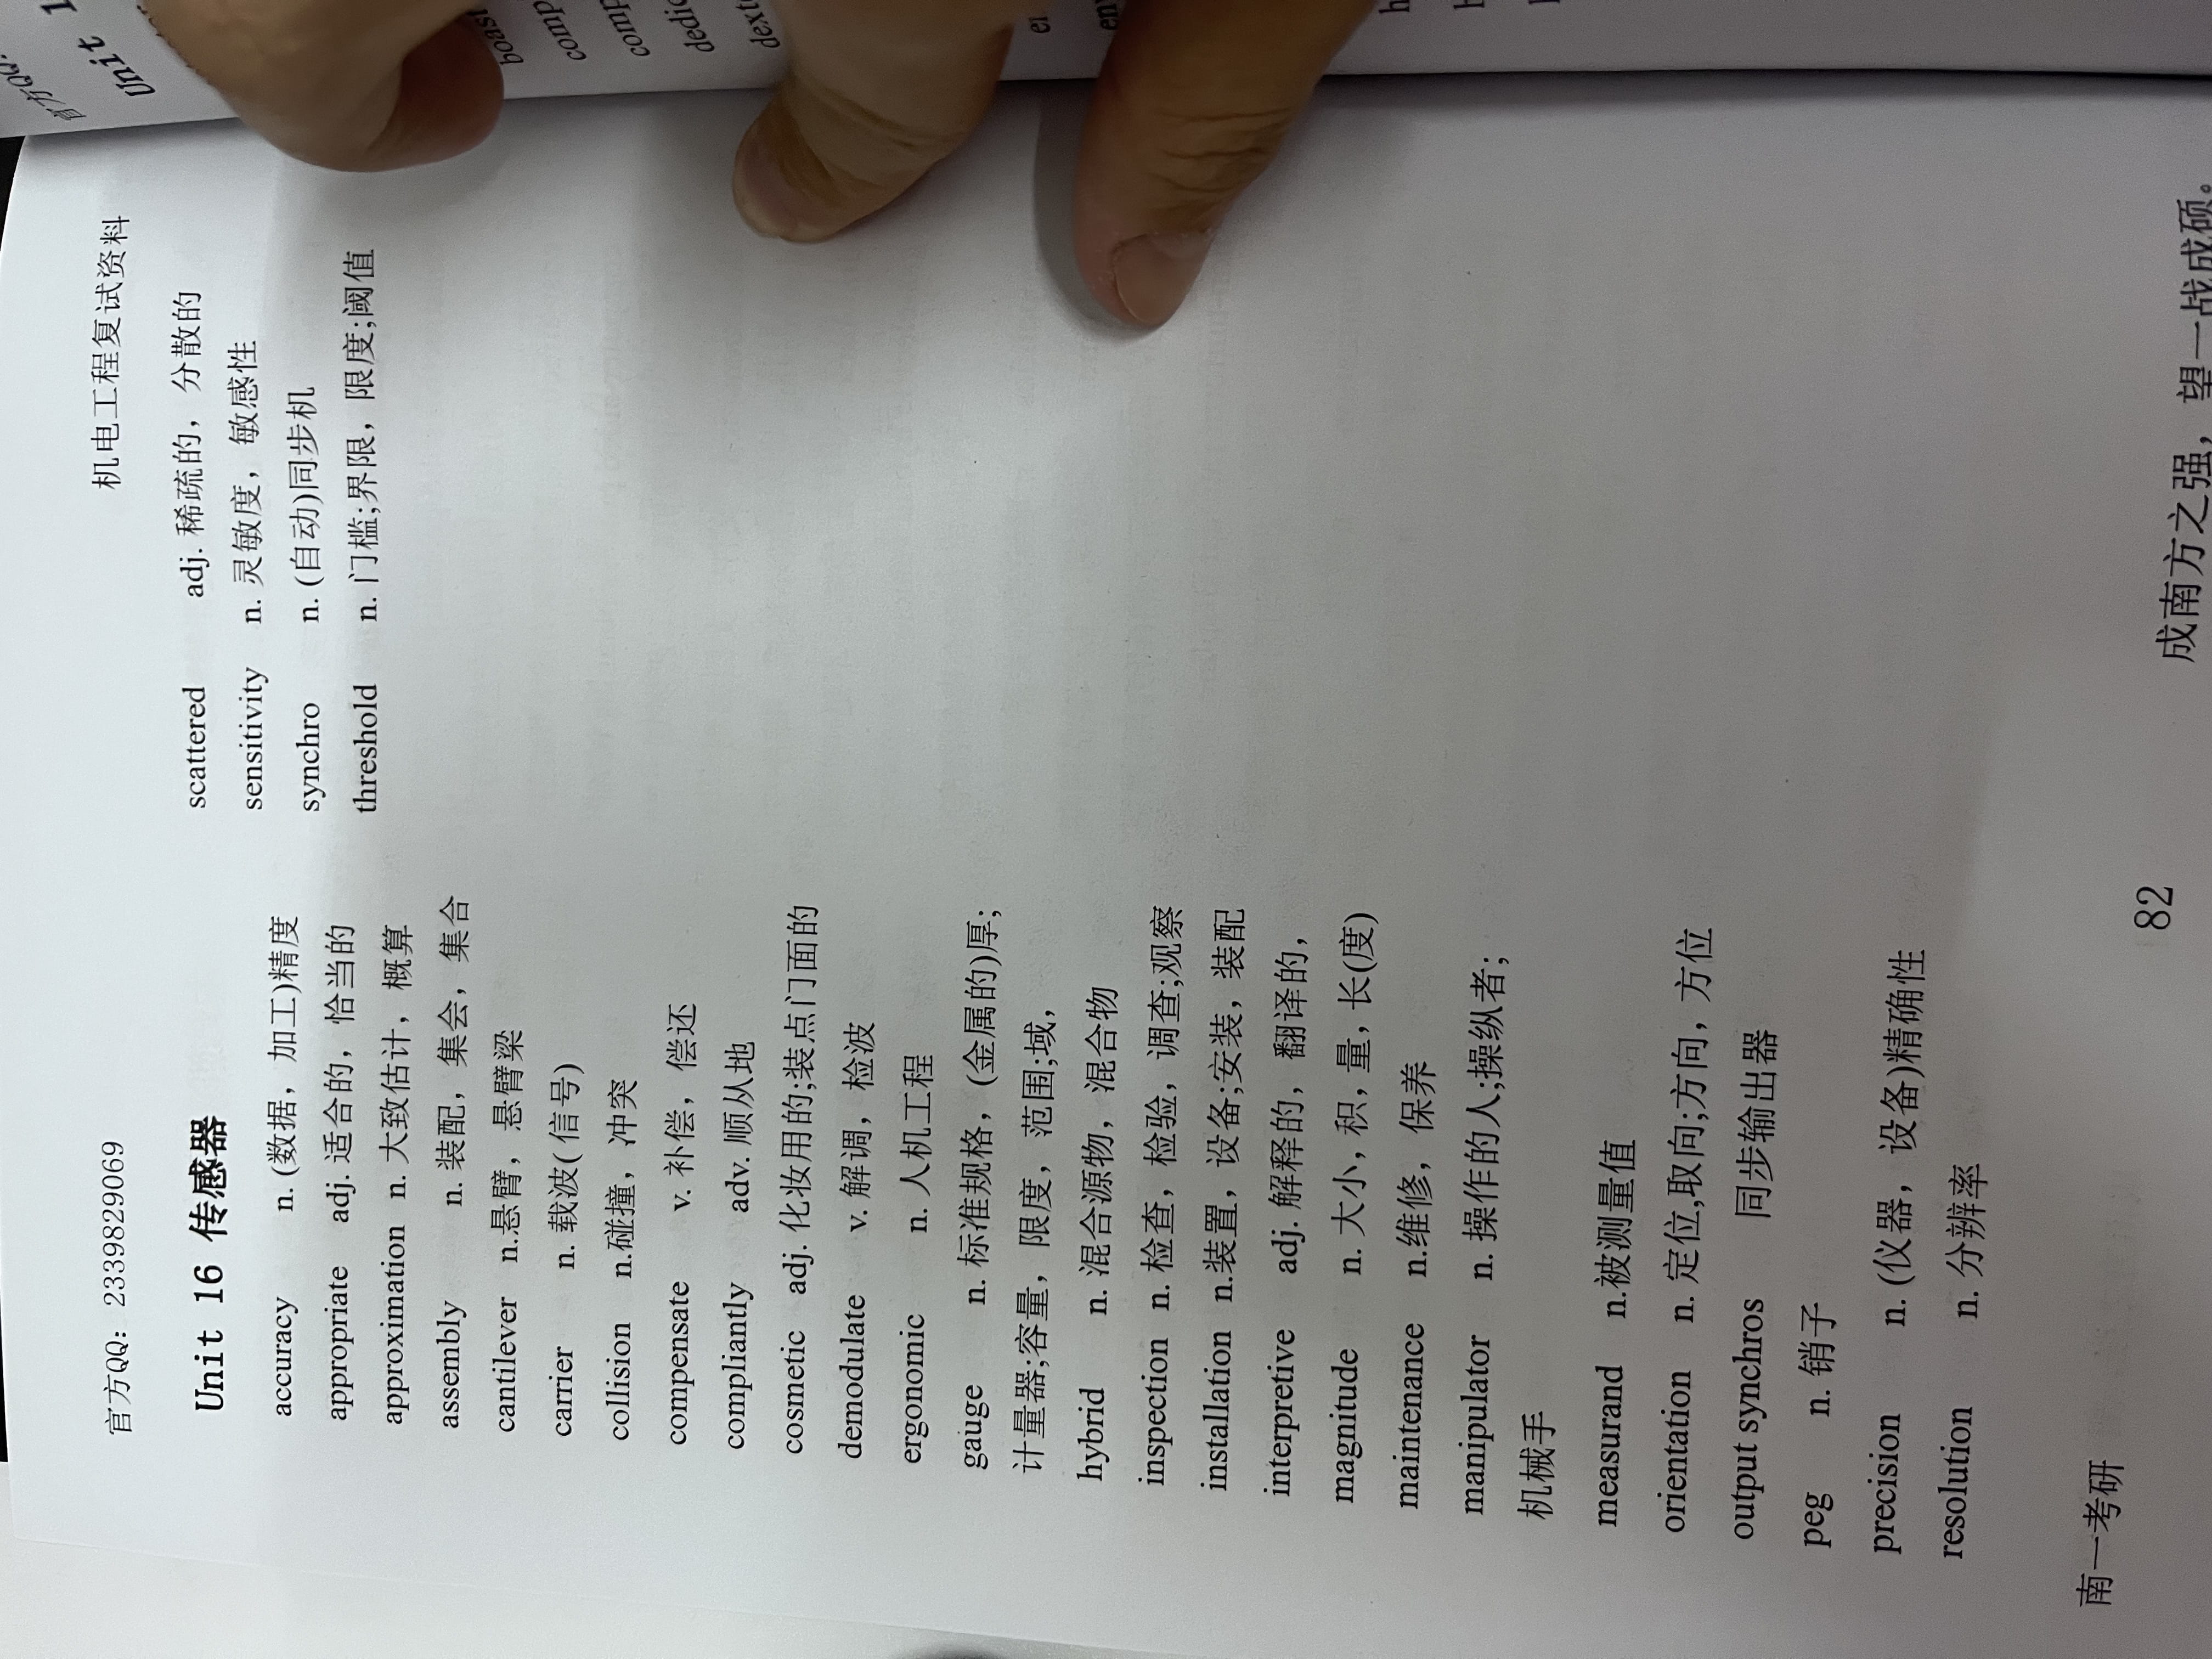 官方QQ：2339829069
机电工程复试资料
Unit 16 传感器
accuracy n. (数据，加工)精度
appropriate adj. 适合的，恰当的
approximation n. 大致估计，概算
assembly n. 装配，集会，集合
cantilever n.悬臂，悬臂梁
carrier n. 载波( 信号)
collision n.碰撞，冲突
compensate v. 补偿，偿还
compliantly adv. 顺从地
cosmetic adj. 化妆用的;装点门面的
demodulate v. 解调，检波
ergonomic n. 人机工程
gauge n. 标准规格，(金属的)厚;
计量器;容量，限度，范围;域，
hybrid n. 混合源物，混合物
inspection n. 检查，检验，调查;观察
installation n.装置，设备;安装，装配
interpretive adj. 解释的，翻译的，
magnitude n. 大小，积，量，长(度)
maintenance n.维修，保养
manipulator n. 操作的人;操纵者;
机械手
measurand n.被测量值
orientation n. 定位,取向;方向，方位
output synchros 同步输出器
peg n. 销子
precision n. (仪器，设备)精确性
resolution n. 分辨率
scattered adj. 稀疏的，分散的
sensitivity n. 灵敏度，敏感性
synchro n. (自动)同步机
threshold n. 门槛;界限，限度;阈值
南一考研
82
成南方之强，望一战成硕。
官方QQ:
Unit 1
boast
comp
comp
dedic
dext